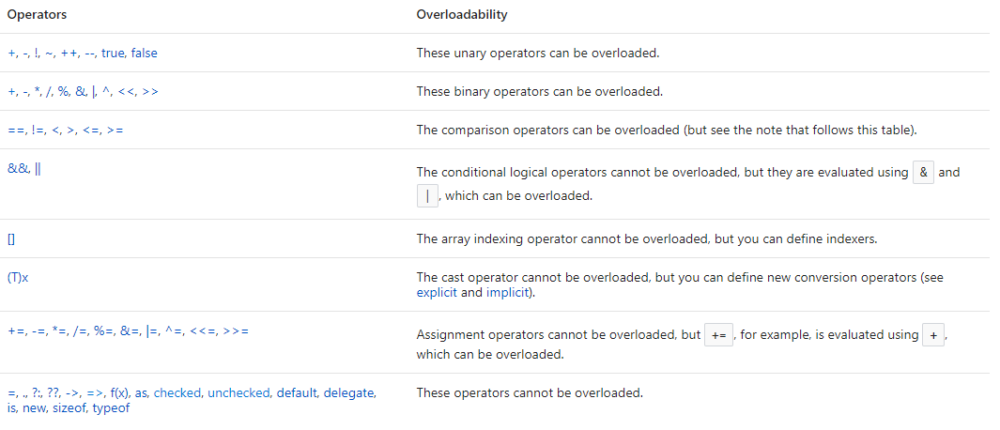 Operators Overloadability
+, -, !, ~, ++, --, true, false These unary operators can be overloaded.
+, -, *, /, %, &, |, ^, <<, >> These binary operators can be overloaded.
==, !=, <, >, <=, >= The comparison operators can be overloaded (but see the note that follows this table).
&&, || The conditional logical operators cannot be overloaded, but they are evaluated using & and
|, which can be overloaded.
[] The array indexing operator cannot be overloaded, but you can define indexers.
(T)x The cast operator cannot be overloaded, but you can define new conversion operators (see
explicit and implicit).
+=, -=, *=, /=, %=, &=, |=, ^=, <<=, >>= Assignment operators cannot be overloaded, but +=, for example, is evaluated using +,
which can be overloaded.
=, ., ?:, ??, ->, =>, f(x), as, checked, unchecked, default, delegate, These operators cannot be overloaded.
is, new, sizeof, typeof